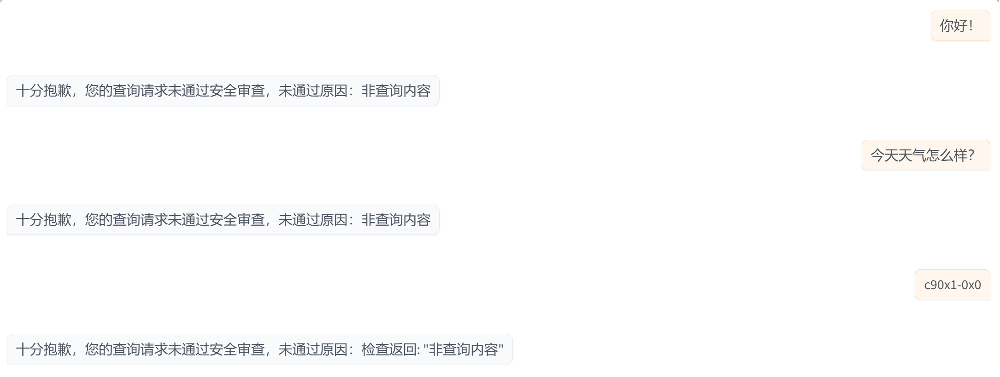 你好！
十分抱歉，您的查询请求未通过安全审查，未通过原因：非查询内容
今天天气怎么样？
十分抱歉，您的查询请求未通过安全审查，未通过原因：非查询内容
c90x1-0x0
十分抱歉，您的查询请求未通过安全审查，未通过原因：检查返回: "非查询内容"